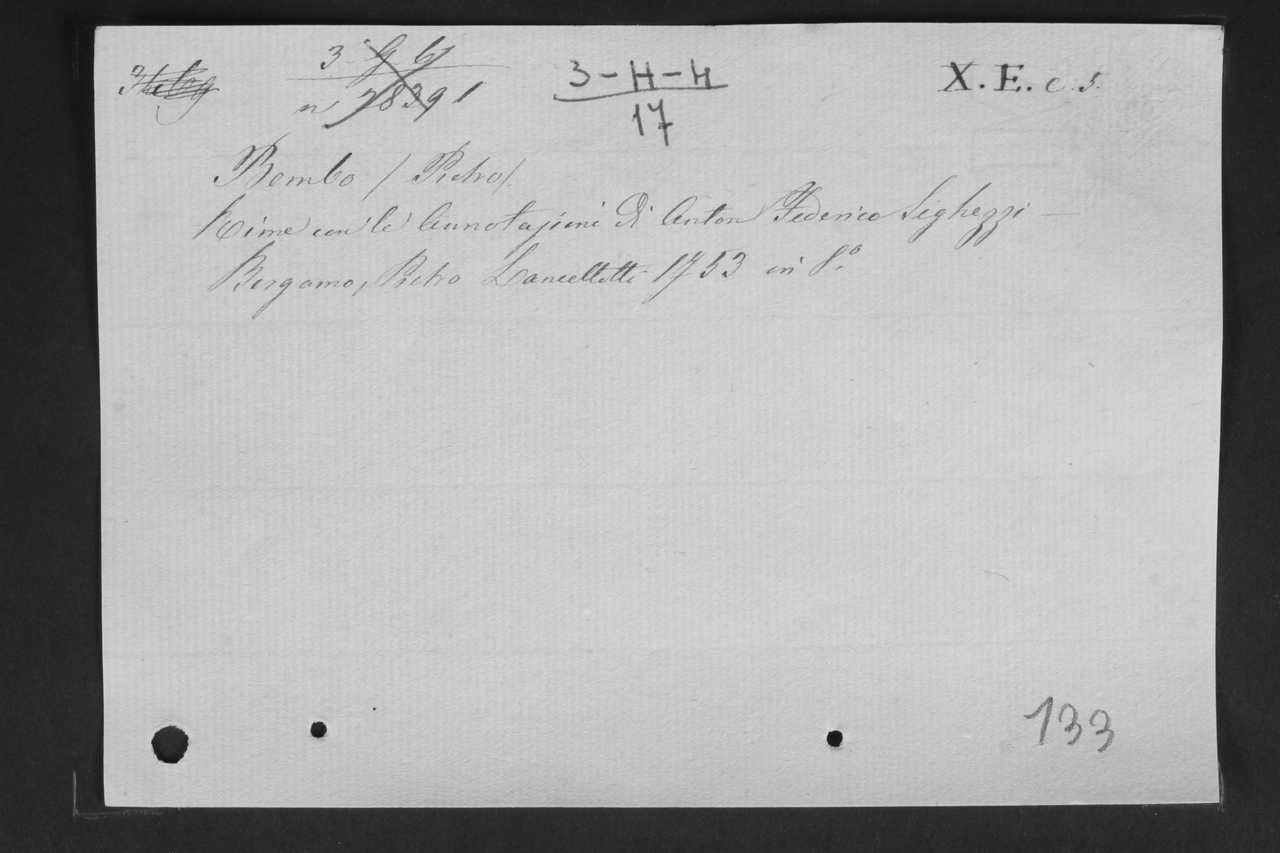 3-H-H
17
X. E. c. 5.
Bembo (Pietro)
Rime con le Annotazioni di Anton Federico Seghezzi —
Bergamo, Pietro Lancellotti 1753 in 8.º
133